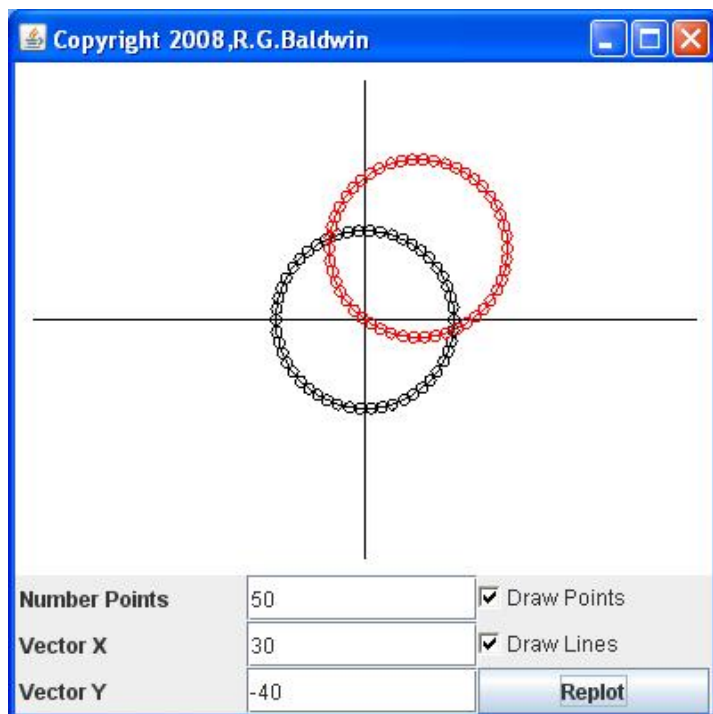 Copyright 2008,R.G.Baldwin
Number Points 50 Draw Points
Vector X 30 Draw Lines
Vector Y -40 Replot